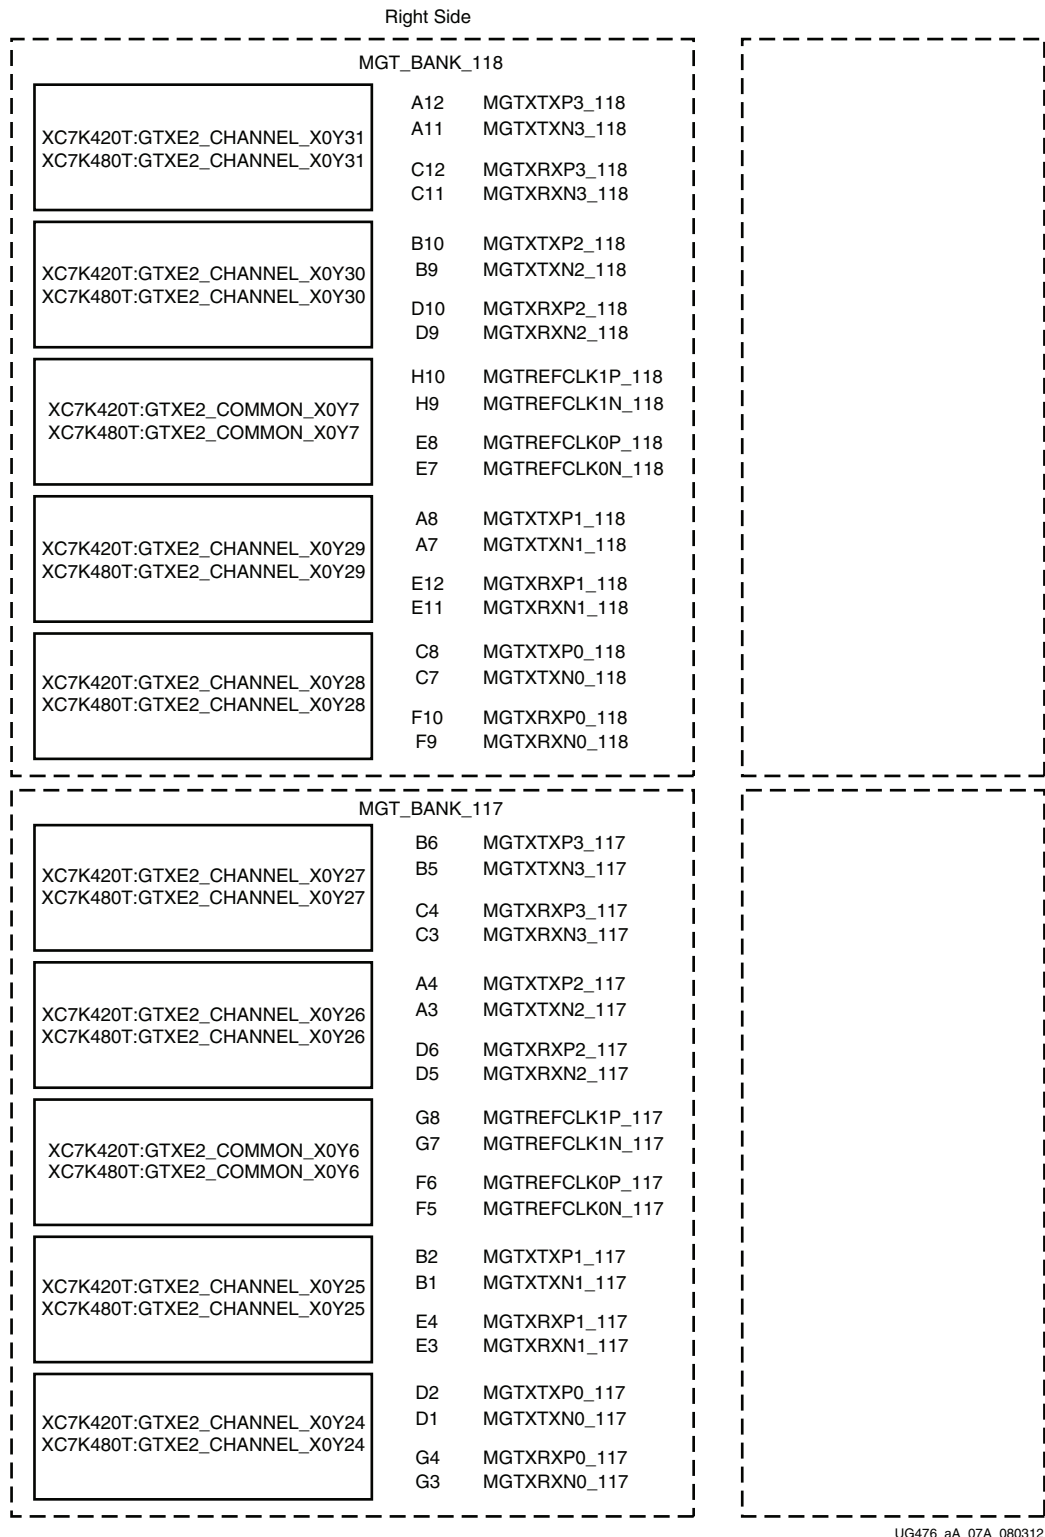 Right Side
MGT_BANK_118
XC7K420T:GTXE2_CHANNEL_X0Y31
XC7K480T:GTXE2_CHANNEL_X0Y31
A12 MGTXTXP3_118
A11 MGTXTXN3_118
C12 MGTXRXP3_118
C11 MGTXRXN3_118
XC7K420T:GTXE2_CHANNEL_X0Y30
XC7K480T:GTXE2_CHANNEL_X0Y30
B10 MGTXTXP2_118
B9 MGTXTXN2_118
D10 MGTXRXP2_118
D9 MGTXRXN2_118
XC7K420T:GTXE2_COMMON_X0Y7
XC7K480T:GTXE2_COMMON_X0Y7
H10 MGTREFCLK1P_118
H9 MGTREFCLK1N_118
E8 MGTREFCLK0P_118
E7 MGTREFCLK0N_118
XC7K420T:GTXE2_CHANNEL_X0Y29
XC7K480T:GTXE2_CHANNEL_X0Y29
A8 MGTXTXP1_118
A7 MGTXTXN1_118
E12 MGTXRXP1_118
E11 MGTXRXN1_118
XC7K420T:GTXE2_CHANNEL_X0Y28
XC7K480T:GTXE2_CHANNEL_X0Y28
C8 MGTXTXP0_118
C7 MGTXTXN0_118
F10 MGTXRXP0_118
F9 MGTXRXN0_118
MGT_BANK_117
XC7K420T:GTXE2_CHANNEL_X0Y27
XC7K480T:GTXE2_CHANNEL_X0Y27
B6 MGTXTXP3_117
B5 MGTXTXN3_117
C4 MGTXRXP3_117
C3 MGTXRXN3_117
XC7K420T:GTXE2_CHANNEL_X0Y26
XC7K480T:GTXE2_CHANNEL_X0Y26
A4 MGTXTXP2_117
A3 MGTXTXN2_117
D6 MGTXRXP2_117
D5 MGTXRXN2_117
XC7K420T:GTXE2_COMMON_X0Y6
XC7K480T:GTXE2_COMMON_X0Y6
G8 MGTREFCLK1P_117
G7 MGTREFCLK1N_117
F6 MGTREFCLK0P_117
F5 MGTREFCLK0N_117
XC7K420T:GTXE2_CHANNEL_X0Y25
XC7K480T:GTXE2_CHANNEL_X0Y25
B2 MGTXTXP1_117
B1 MGTXTXN1_117
E4 MGTXRXP1_117
E3 MGTXRXN1_117
XC7K420T:GTXE2_CHANNEL_X0Y24
XC7K480T:GTXE2_CHANNEL_X0Y24
D2 MGTXTXP0_117
D1 MGTXTXN0_117
G4 MGTXRXP0_117
G3 MGTXRXN0_117
UG476_aA_07A_080312